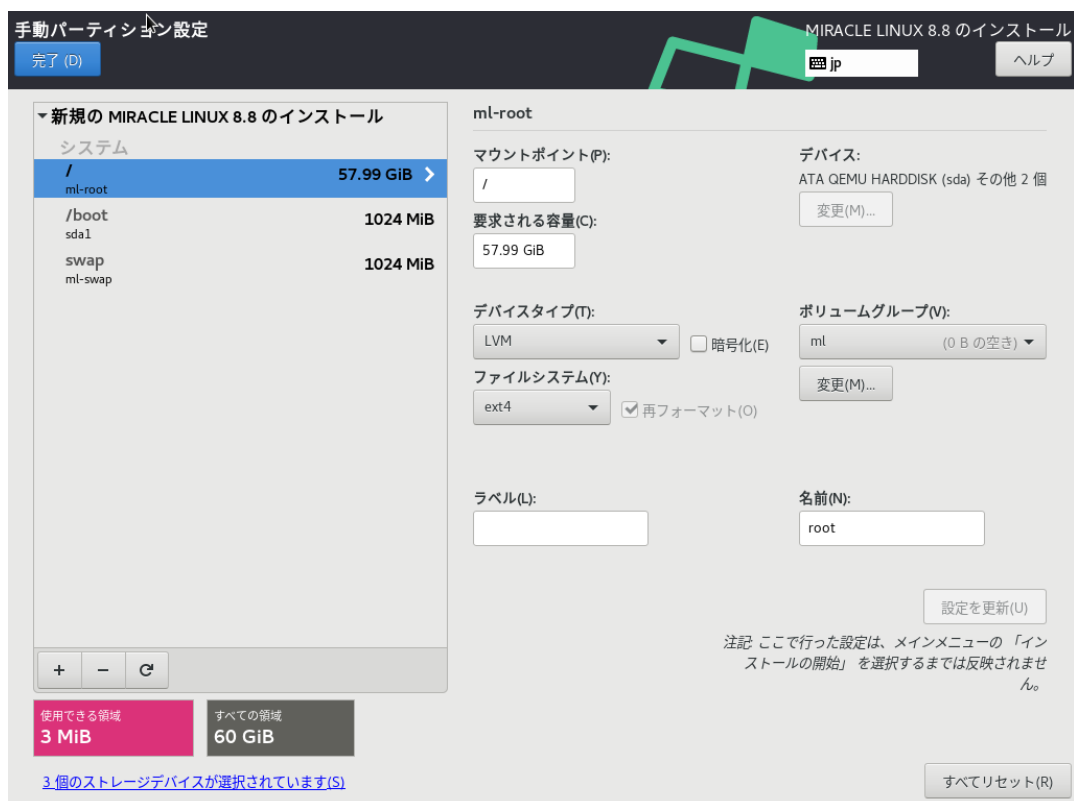 手動パーティション設定
完了 (D)
MIRACLE LINUX 8.8 のインストール
jp
ヘルプ
新規の MIRACLE LINUX 8.8 のインストール
システム
/
57.99 GiB
ml-root
/boot
1024 MiB
sda1
swap
1024 MiB
ml-swap
ml-root
マウントポイント(P):
/
要求される容量(C):
57.99 GiB
デバイス:
ATA QEMU HARDDISK (sda) その他 2 個
変更(M)...
デバイスタイプ(T):
LVM
暗号化(E)
ボリュームグループ(V):
ml (0 B の空き)
変更(M)...
ファイルシステム(Y):
ext4
再フォーマット(O)
ラベル(L):
名前(N):
root
設定を更新(U)
注記: ここで行った設定は、メインメニューの 「イン
ストールの開始」 を選択するまでは反映されませ
ん。
使用できる領域
3 MiB
すべての領域
60 GiB
3 個のストレージデバイスが選択されています(S)
すべてリセット(R)